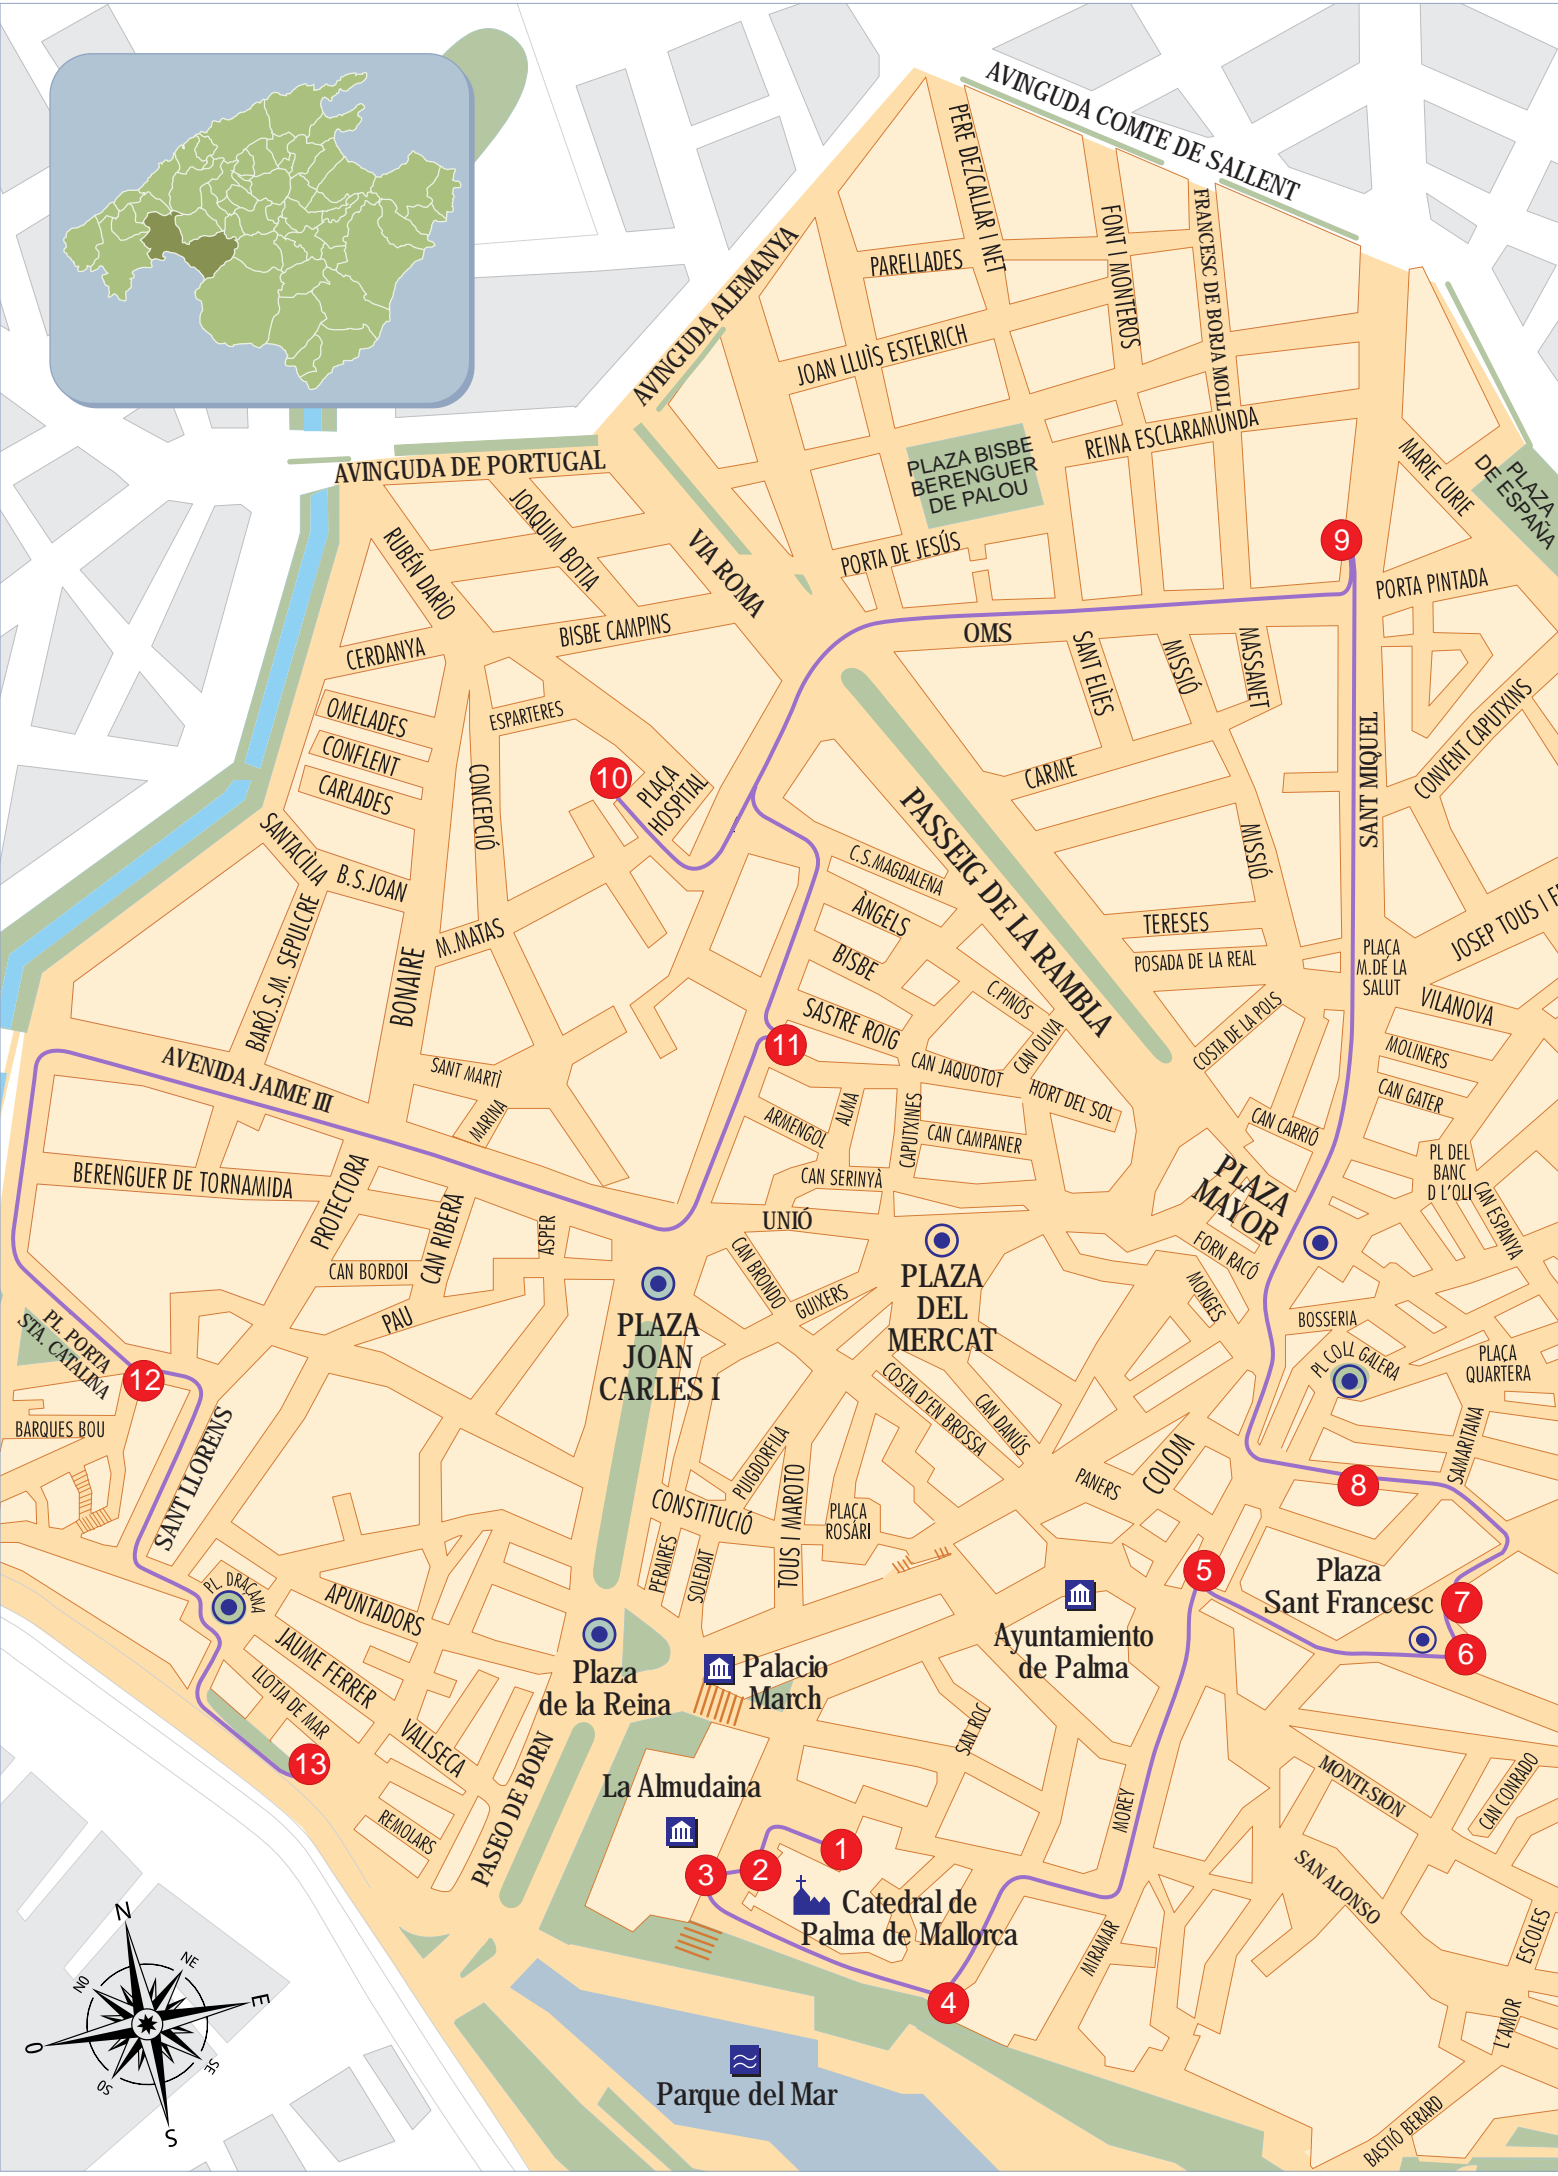 AVINGUDA COMTE DE SALLENT
PERE DEZCALLAR I NET
FONT I MONTEROS
FRANCESC DE BORJA MOLL
PARELLADES
AVINGUDA ALEMANYA
JOAN LLUÌS ESTELRICH
REINA ESCLARAMUNDA
PLAZA BISBE
BERENGUER
DE PALOU
MARIE CURIE
PLAZA
DE ESPAÑA
AVINGUDA DE PORTUGAL
JOAQUIM BOTIA
RUBÉN DARÌO
VIA ROMA
PORTA DE JESÚS
9
PORTA PINTADA
BISBE CAMPINS
CERDANYA
OMS
SANT ELÌES
MISSIÓ
MASSANET
OMELADES
CONFLENT
CARLADES
ESPARTERES
CONCEPCIÓ
10
PLAÇA
HOSPITAL
CARME
SANT MIQUEL
CONVENT CAPUTXINS
SANTACÌLIA
B.S.JOAN
C.S.MAGDALENA
PASSEIG DE LA RAMBLA
MISSIÓ
BARÓ.S.M. SEPULCRE
BONAIRE
M.MATAS
ÀNGELS
BISBE
TERESES
POSADA DE LA REAL
PLAÇA
M.DE LA
SALUT
JOSEP TOUS I
C.PINÓS
SASTRE ROIG
COSTA DE LA POLS
VILANOVA
MOLINERS
CAN GATER
11
CAN OLIVA
CAN JAQUOTOT
HORT DEL SOL
AVENIDA JAIME III
SANT MARTÌ
MARINA
ARMENGOL
ALMA
CAPUTXINES
CAN CAMPANER
CAN CARRIÓ
CAN SERINYÀ
PL DEL
BANC
D L'OLI
CAN ESPANYA
BERENGUER DE TORNAMIDA
PROTECTORA
CAN RIBERA
ASPER
UNIÓ
PLAZA
MAYOR
CAN BORDOI
CAN BRONDO
GUIXERS
PLAZA
DEL
MERCAT
FORN RACÓ
MONGES
PAU
PLAZA
JOAN
CARLES I
BOSSERIA
PL COLL GALERA
PLAÇA
QUARTERA
PL. PORTA
STA. CATALINA
12
BARQUES BOU
COSTA D'EN BROSSA
CAN DANÚS
SAMARITANA
SANT LLORENS
PUIGDORFILA
CONSTITUCIÓ
TOUS I MAROTO
PLAÇA
ROSARI
PANERS
COLOM
8
PERAIRES
SOLEDAT
5
Plaza
Sant Francesc
7
6
PL. DRAÇANA
APUNTADORS
Ayuntamiento
de Palma
JAUME FERRER
LLOTJA DE MAR
Plaza
de la Reina
Palacio
March
SAN ROC
13
VALLSECA
PASEO DE BORN
REMOLARS
La Almudaina
MOREY
MONTI-SION
CAN CONRADO
1
2
3
Catedral de
Palma de Mallorca
SAN ALONSO
ESCOLES
MIRAMAR
4
L'AMOR
Parque del Mar
BASTIÓ BERARD
N
NE
E
SE
S
SO
O
NO